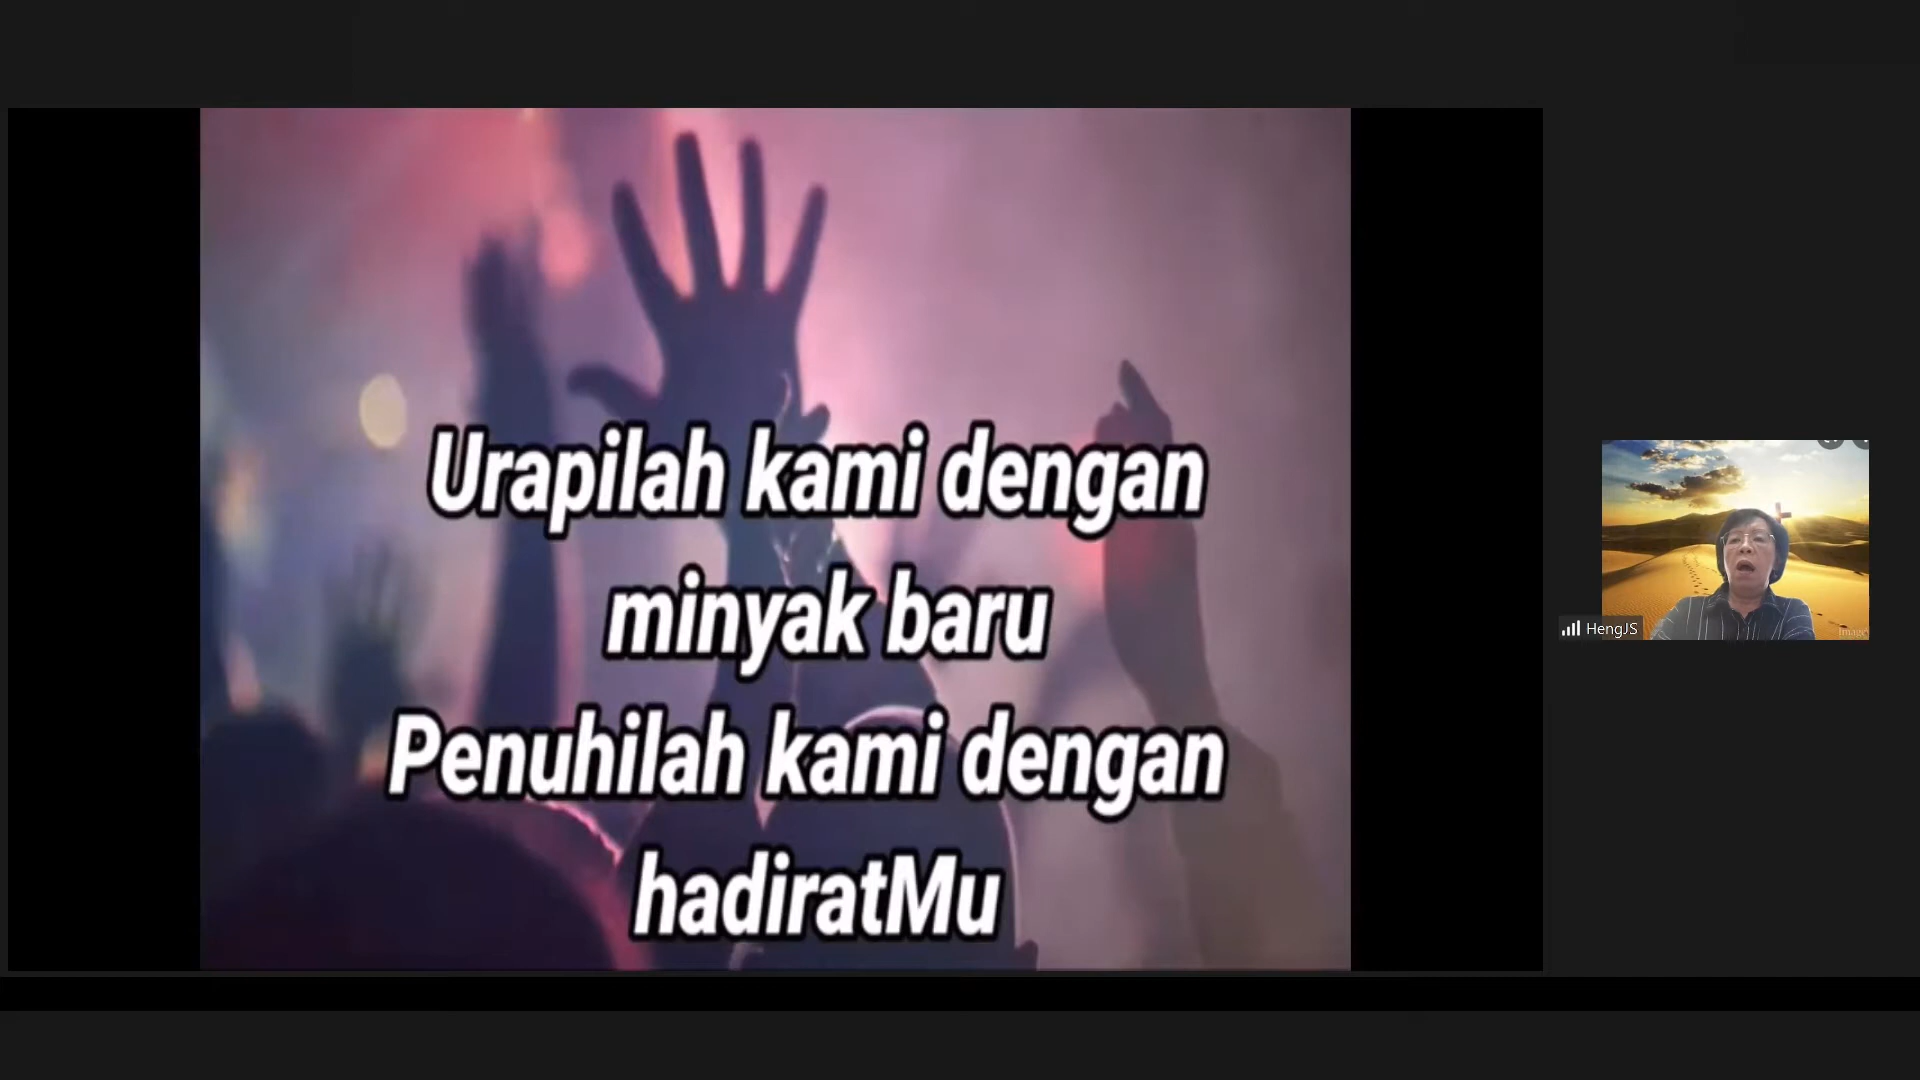 Urapilah kami dengan
minyak baru
Penuhilah kami dengan
hadiratMu
HengJS